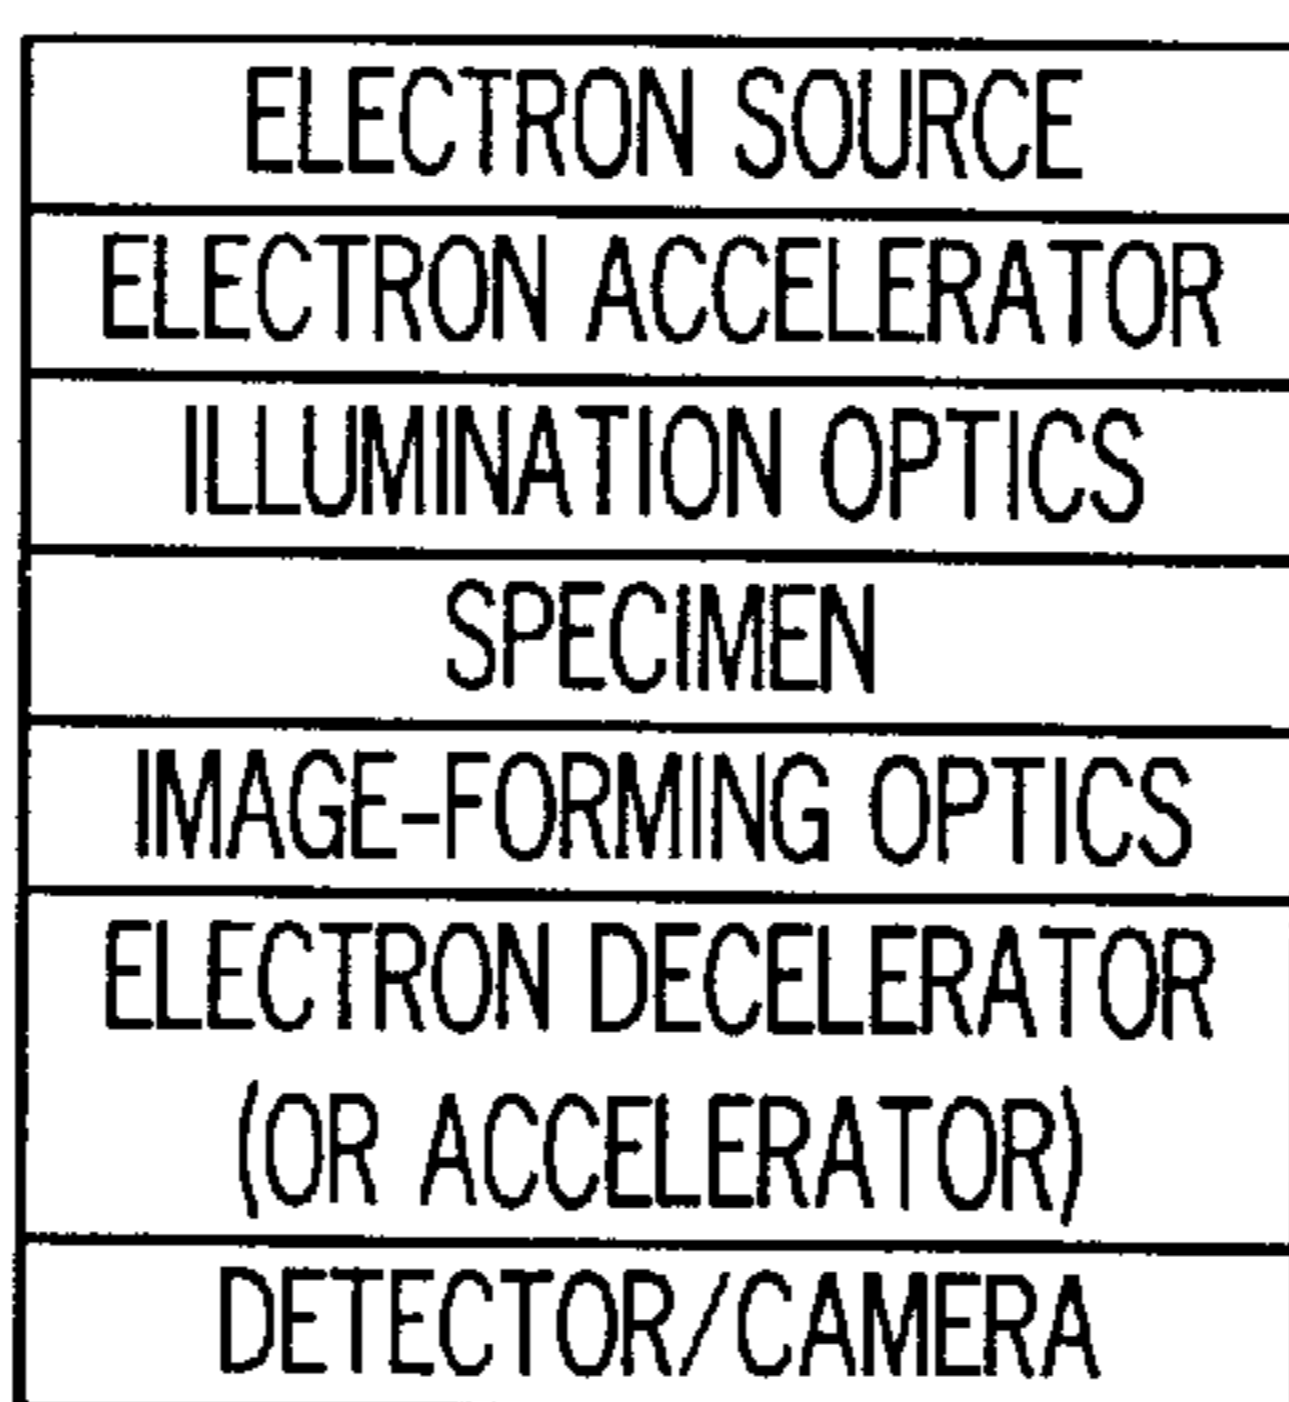 ELECTRON SOURCE
ELECTRON ACCELERATOR
ILLUMINATION OPTICS
SPECIMEN
IMAGE-FORMING OPTICS
ELECTRON DECELERATOR
(OR ACCELERATOR)
DETECTOR/CAMERA